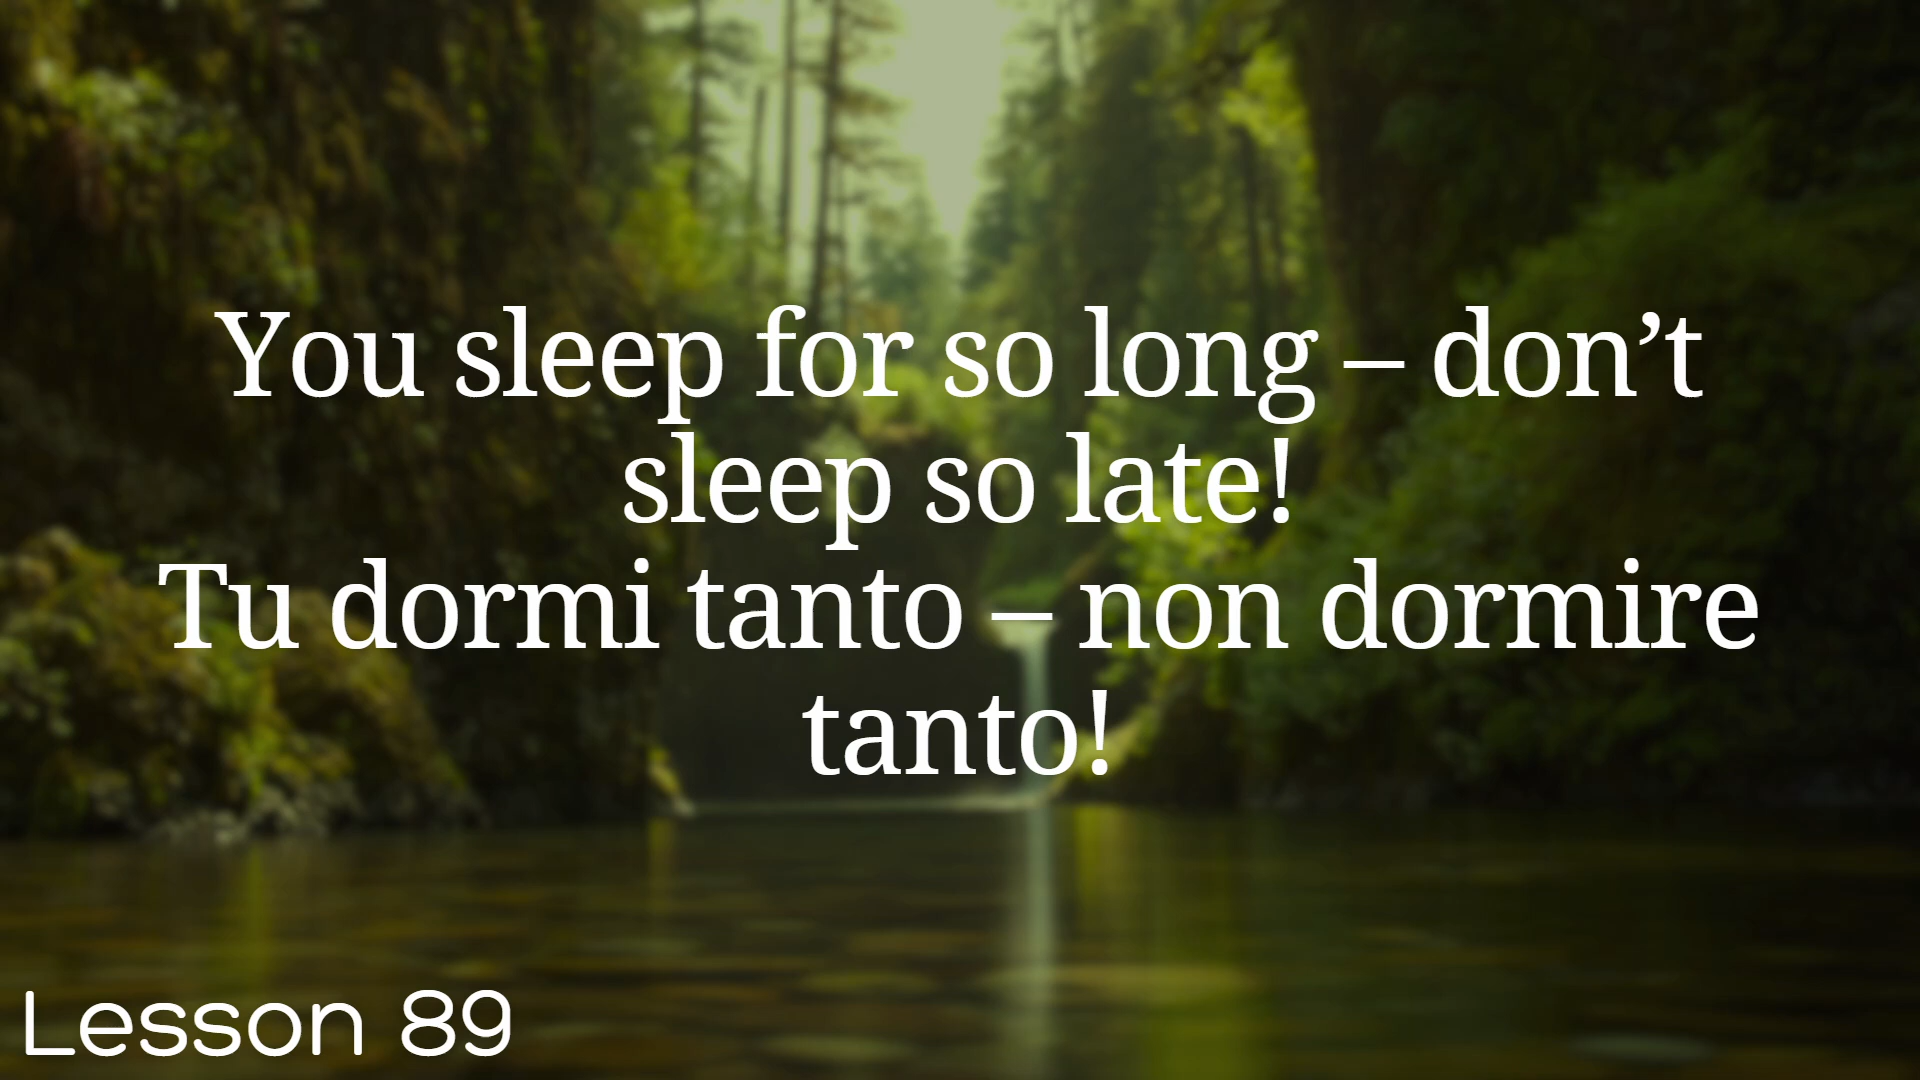 You sleep for so long – don’t
sleep so late!
Tu dormi tanto – non dormire
tanto!
Lesson 89